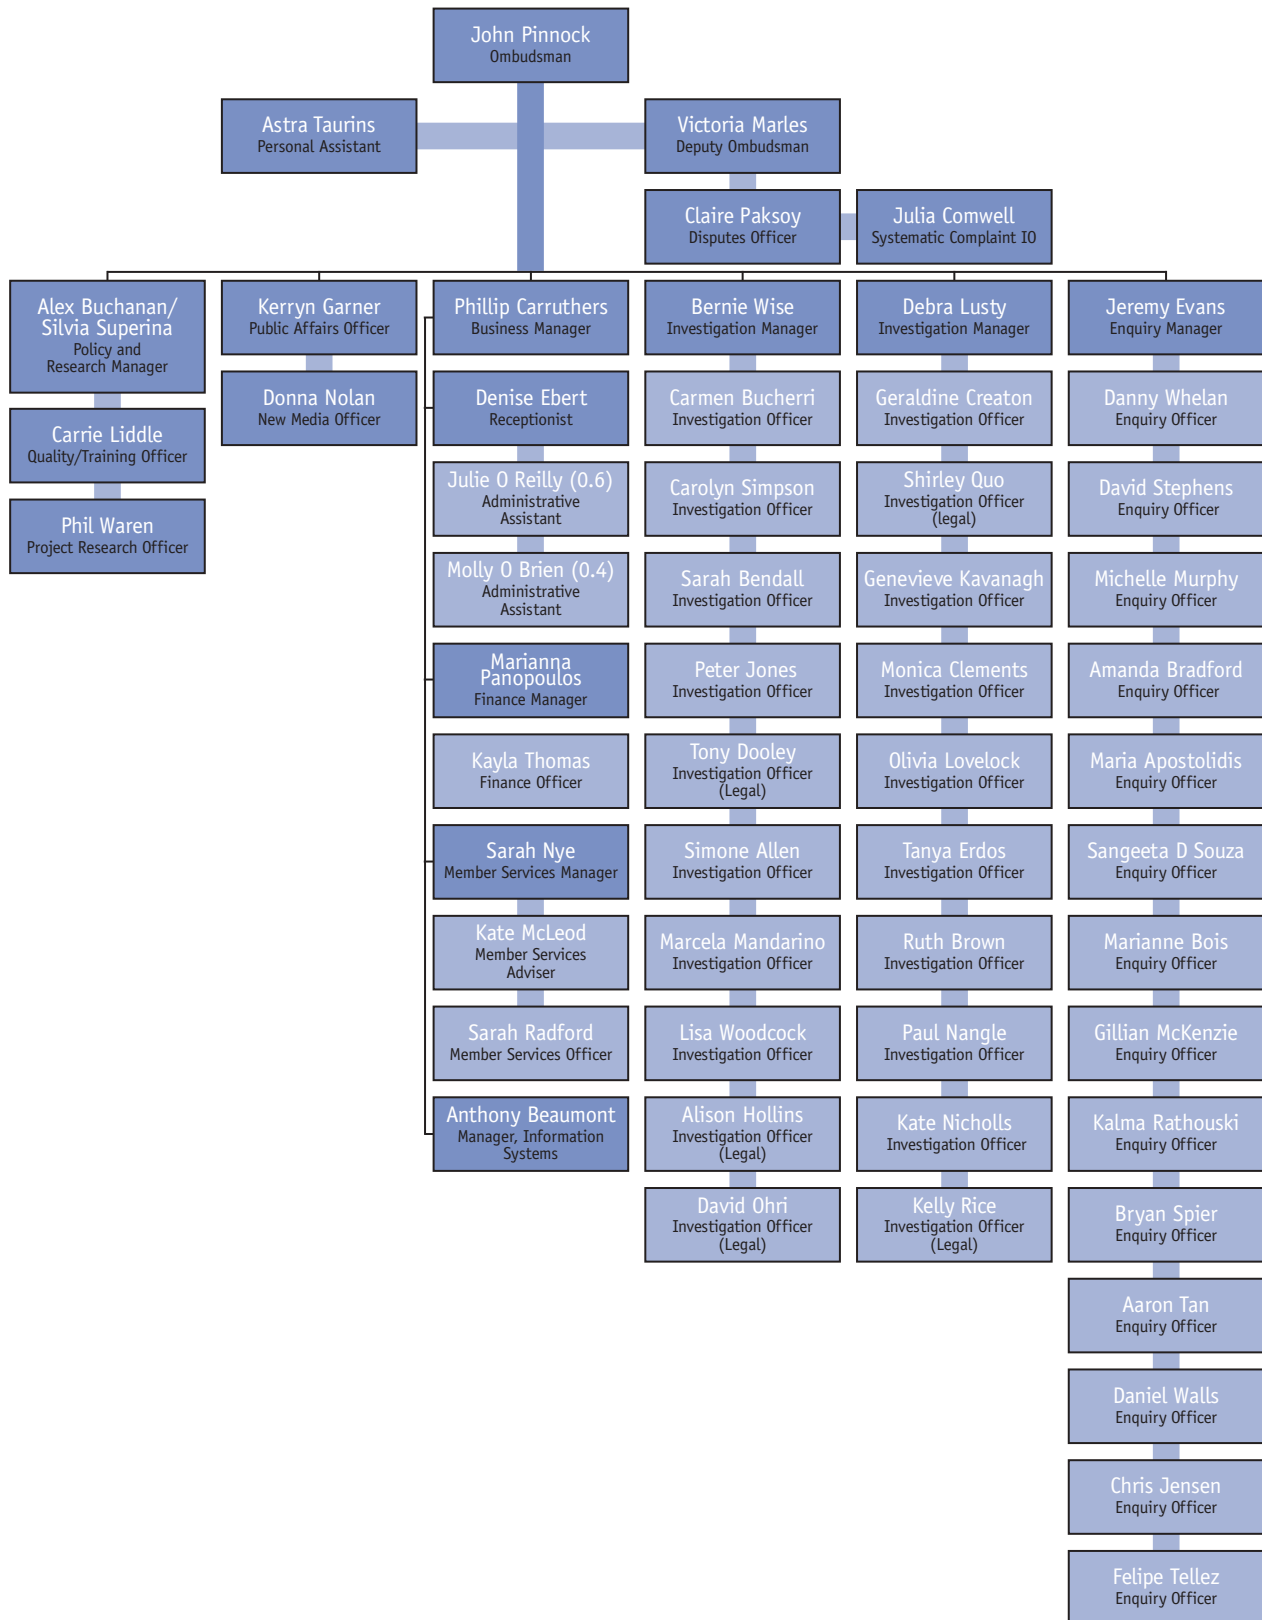 John Pinnock
Ombudsman
Astra Taurins
Personal Assistant
Victoria Marles
Deputy Ombudsman
Claire Paksoy
Disputes Officer
Julia Comwell
Systematic Complaint IO
Alex Buchanan/
Silvia Superina
Policy and
Research Manager
Carrie Liddle
Quality/Training Officer
Phil Waren
Project Research Officer
Kerryn Garner
Public Affairs Officer
Donna Nolan
New Media Officer
Phillip Carruthers
Business Manager
Denise Ebert
Receptionist
Julie O Reilly (0.6)
Administrative
Assistant
Molly O Brien (0.4)
Administrative
Assistant
Marianna
Panopoulos
Finance Manager
Kayla Thomas
Finance Officer
Sarah Nye
Member Services Manager
Kate McLeod
Member Services
Adviser
Sarah Radford
Member Services Officer
Anthony Beaumont
Manager, Information
Systems
Bernie Wise
Investigation Manager
Carmen Bucherri
Investigation Officer
Carolyn Simpson
Investigation Officer
Sarah Bendall
Investigation Officer
Peter Jones
Investigation Officer
Tony Dooley
Investigation Officer
(Legal)
Simone Allen
Investigation Officer
Marcela Mandarino
Investigation Officer
Lisa Woodcock
Investigation Officer
Alison Hollins
Investigation Officer
(Legal)
David Ohri
Investigation Officer
(Legal)
Debra Lusty
Investigation Manager
Geraldine Creaton
Investigation Officer
Shirley Quo
Investigation Officer
(legal)
Genevieve Kavanagh
Investigation Officer
Monica Clements
Investigation Officer
Olivia Lovelock
Investigation Officer
Tanya Erdos
Investigation Officer
Ruth Brown
Investigation Officer
Paul Nangle
Investigation Officer
Kate Nicholls
Investigation Officer
Kelly Rice
Investigation Officer
(Legal)
Jeremy Evans
Enquiry Manager
Danny Whelan
Enquiry Officer
David Stephens
Enquiry Officer
Michelle Murphy
Enquiry Officer
Amanda Bradford
Enquiry Officer
Maria Apostolidis
Enquiry Officer
Sangeeta D Souza
Enquiry Officer
Marianne Bois
Enquiry Officer
Gillian McKenzie
Enquiry Officer
Kalma Rathouski
Enquiry Officer
Bryan Spier
Enquiry Officer
Aaron Tan
Enquiry Officer
Daniel Walls
Enquiry Officer
Chris Jensen
Enquiry Officer
Felipe Tellez
Enquiry Officer